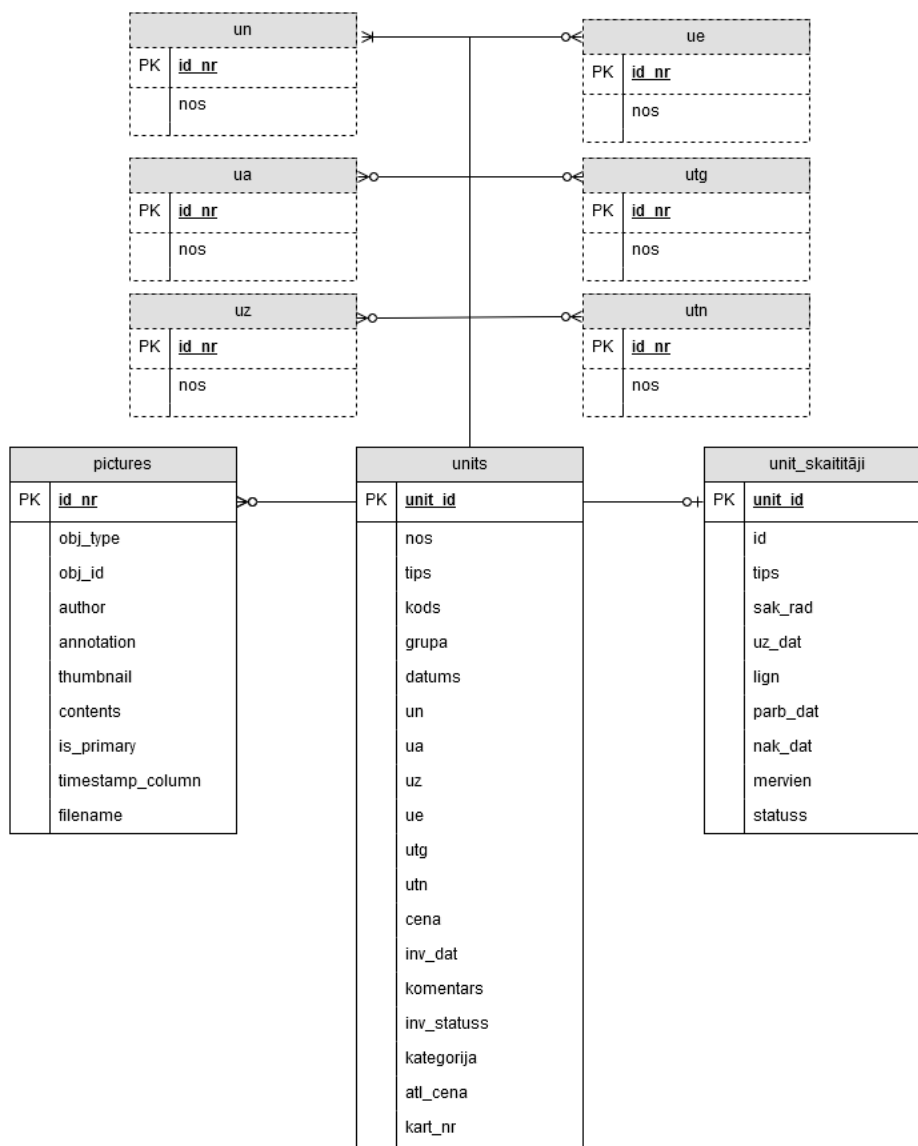 un
PK id_nr
nos
ue
PK id_nr
nos
ua
PK id_nr
nos
utg
PK id_nr
nos
uz
PK id_nr
nos
utn
PK id_nr
nos
pictures
PK id_nr
obj_type
obj_id
author
annotation
thumbnail
contents
is_primary
timestamp_column
filename
units
PK unit_id
nos
tips
kods
grupa
datums
un
ua
uz
ue
utg
utn
cena
inv_dat
komentars
inv_statuss
kategorija
atl_cena
kart_nr
unit_skaititāji
PK unit_id
id
tips
sak_rad
uz_dat
lign
parb_dat
nak_dat
mervien
statuss